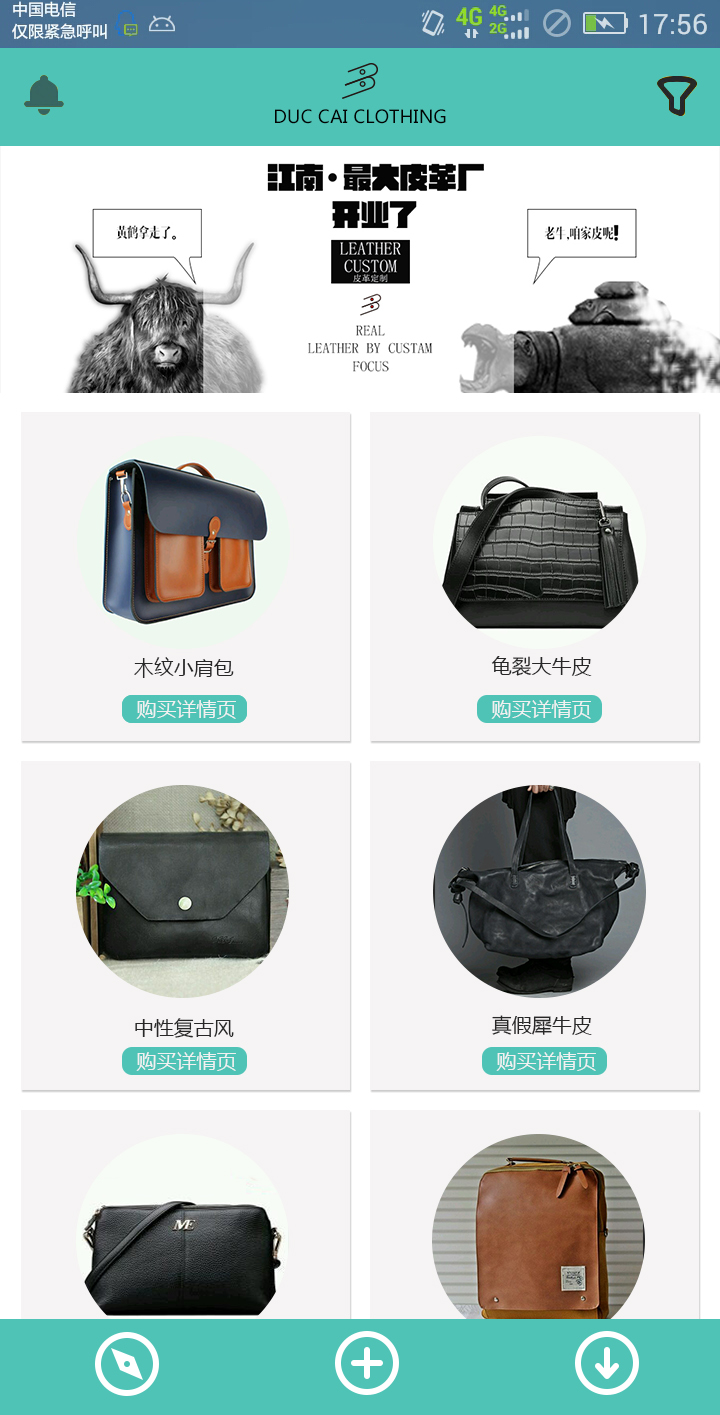 中国电信
仅限紧急呼叫
4G
4G
2G
17:56
DUC CAI CLOTHING
江南·最大皮革厂
开业了
黄鹤拿走了。
老牛,咱家皮呢!
LEATHER
CUSTOM
皮革定制
REAL
LEATHER BY CUSTAM
FOCUS
木纹小肩包
龟裂大牛皮
购买详情页
购买详情页
中性复古风
真假犀牛皮
购买详情页
购买详情页
ME